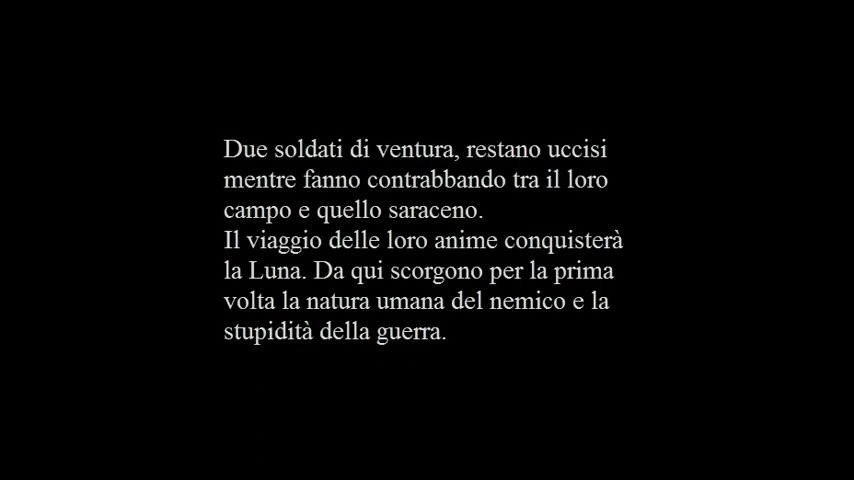 Due soldati di ventura, restano uccisi
mentre fanno contrabbando tra il loro
campo e quello saraceno.
Il viaggio delle loro anime conquisterà
la Luna. Da qui scorgono per la prima
volta la natura umana del nemico e la
stupidità della guerra.